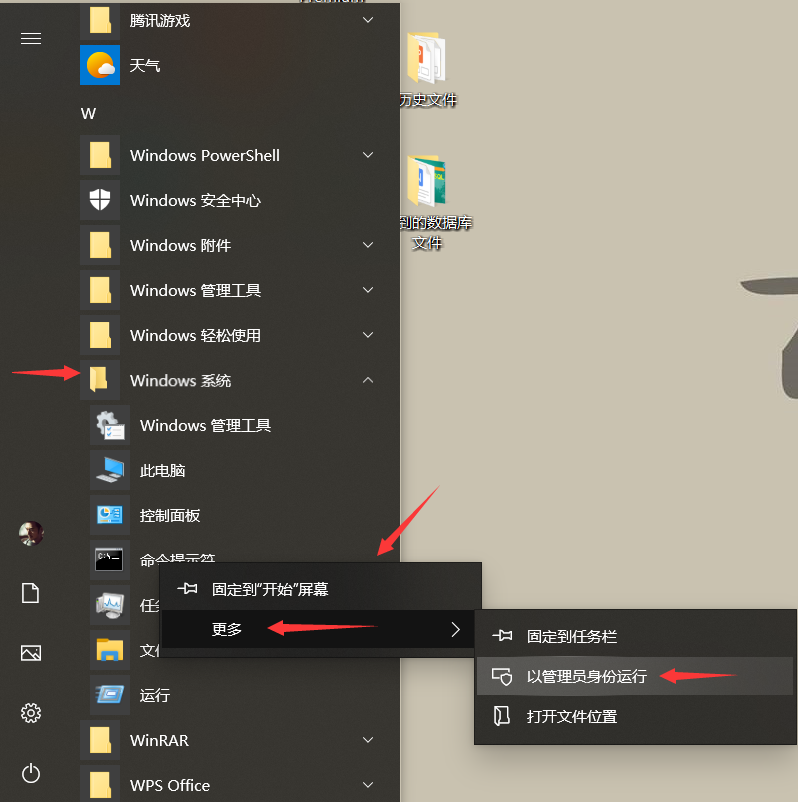 腾讯游戏
天气
W
Windows PowerShell
Windows 安全中心
Windows 附件
Windows 管理工具
Windows 轻松使用
Windows 系统
Windows 管理工具
此电脑
控制面板
命令提示符
任
文
运行
WinRAR
WPS Office
固定到"开始"屏幕
更多
固定到任务栏
以管理员身份运行
打开文件位置
历史文件
到的数据库
文件